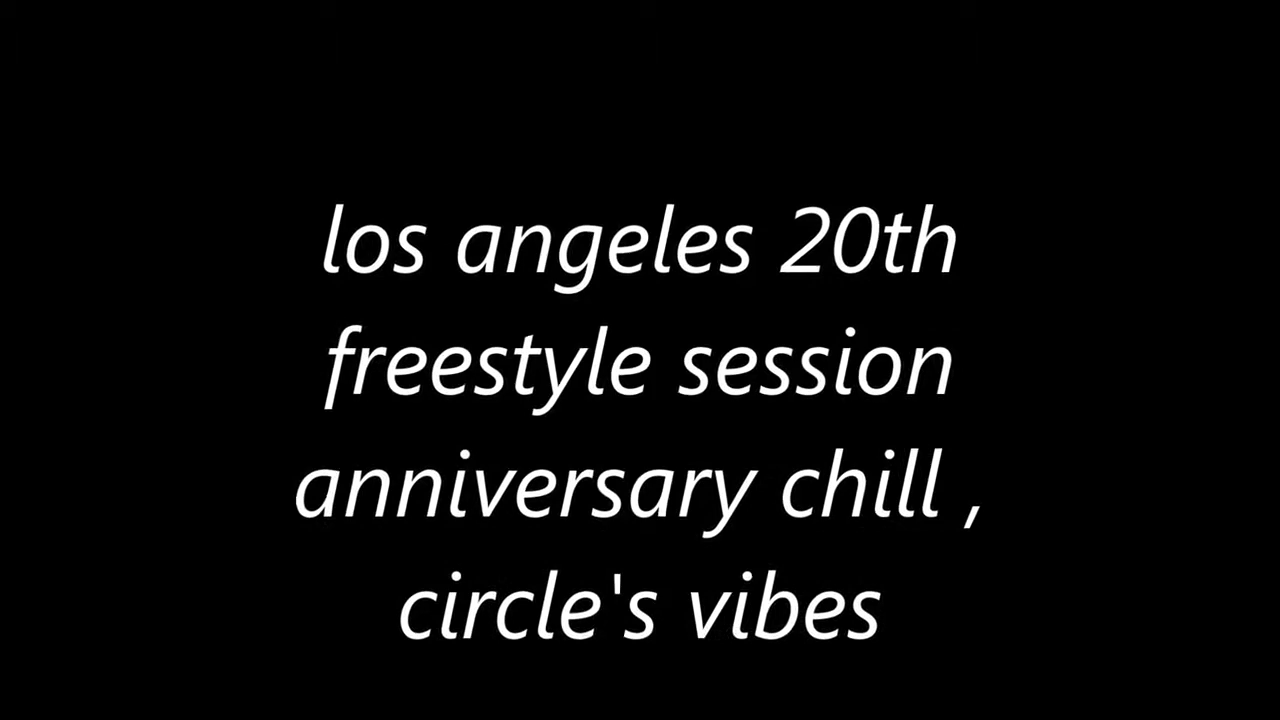 los angeles 20th
freestyle session
anniversary chill ,
circle's vibes